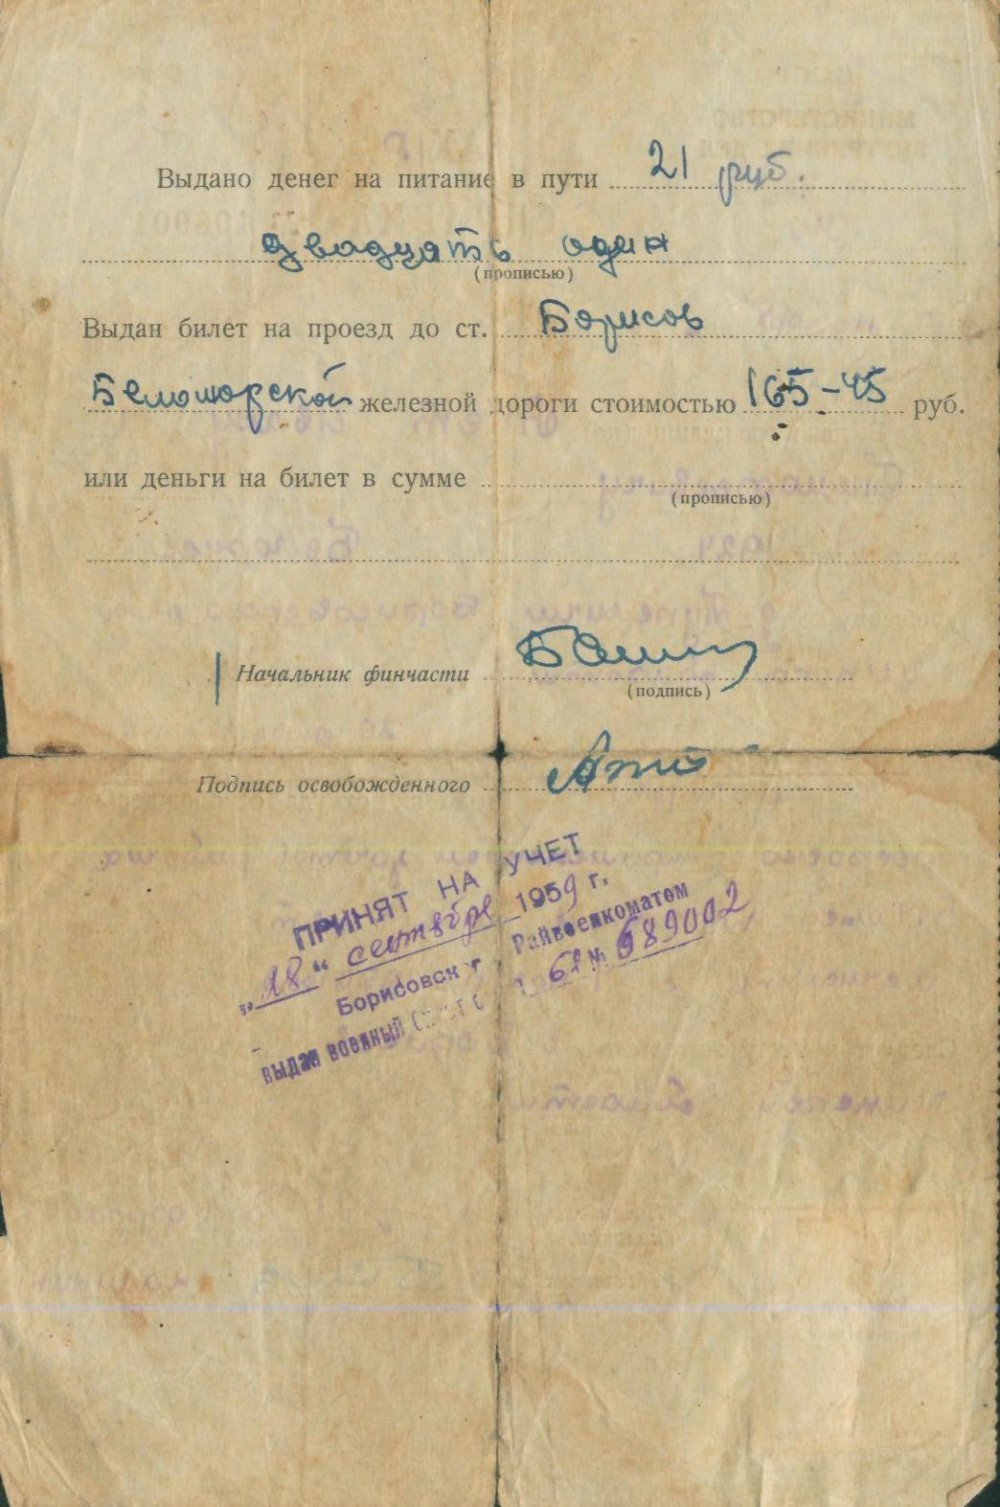 Выдано денег на питание в пути 21 руб.
двадцать один
(прописью)
Выдан билет на проезд до ст. Борисов
железной дороги стоимостью 165-45 руб.
или деньги на билет в сумме
(прописью)
Начальник финчасти
(подпись)
Подпись освобожденного
ПРИНЯТ НА УЧЕТ
„18“ сентября 1959 г.
Райвоенкоматом
выдан военный № 689002